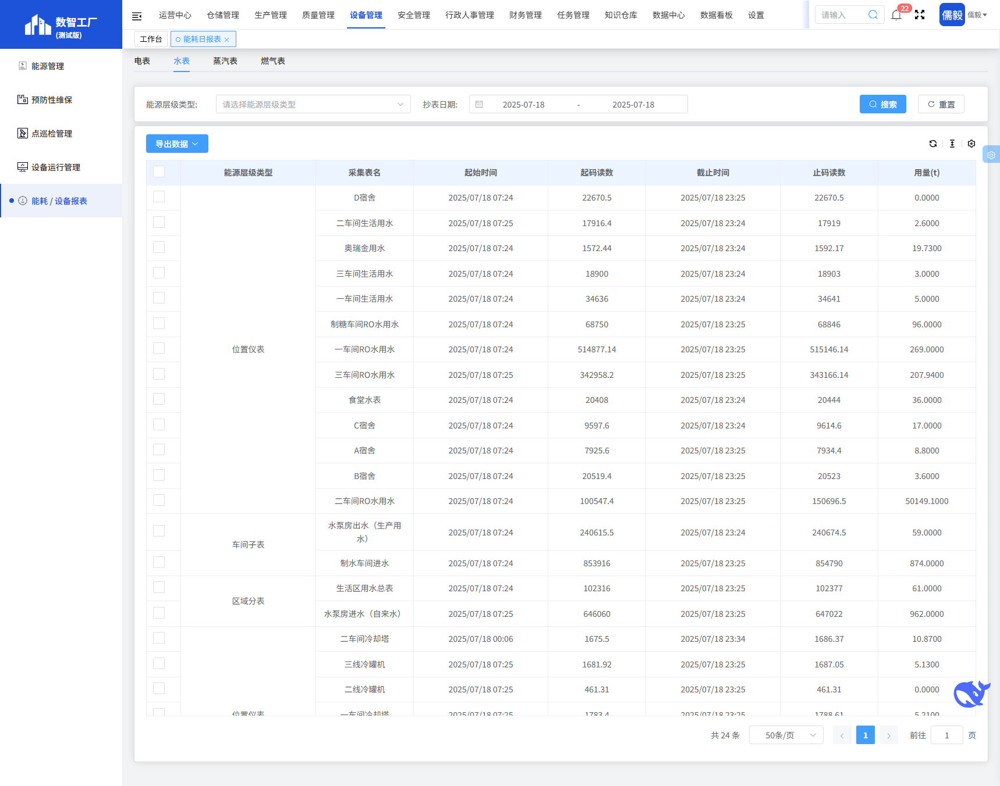 数智工厂
(测试版)
运营中心 仓储管理 生产管理 质量管理 设备管理 安全管理 行政人事管理 财务管理 任务管理 知识仓库 数据中心 数据看板 设置
请输入
22
儒毅 儒毅
工作台 能耗日报表
能源管理
预防性维保
点巡检管理
设备运行管理
能耗 / 设备报表
电表 水表 蒸汽表 燃气表
能源层级类型: 请选择能源层级类型 抄表日期: 2025-07-18 - 2025-07-18 搜索 重置
导出数据
能源层级类型 采集表名 起始时间 起码读数 截止时间 止码读数 用量(t)
D宿舍 2025/07/18 07:24 22670.5 2025/07/18 23:25 22670.5 0.0000
二车间生活用水 2025/07/18 07:25 17916.4 2025/07/18 23:24 17919 2.6000
奥瑞金用水 2025/07/18 07:24 1572.44 2025/07/18 23:24 1592.17 19.7300
三车间生活用水 2025/07/18 07:24 18900 2025/07/18 23:24 18903 3.0000
一车间生活用水 2025/07/18 07:24 34636 2025/07/18 23:24 34641 5.0000
制糖车间RO水用水 2025/07/18 07:24 68750 2025/07/18 23:25 68846 96.0000
位置仪表 一车间RO水用水 2025/07/18 07:24 514877.14 2025/07/18 23:25 515146.14 269.0000
三车间RO水用水 2025/07/18 07:25 342958.2 2025/07/18 23:25 343166.14 207.9400
食堂水表 2025/07/18 07:24 20408 2025/07/18 23:24 20444 36.0000
C宿舍 2025/07/18 07:24 9597.6 2025/07/18 23:24 9614.6 17.0000
A宿舍 2025/07/18 07:24 7925.6 2025/07/18 23:25 7934.4 8.8000
B宿舍 2025/07/18 07:24 20519.4 2025/07/18 23:25 20523 3.6000
二车间RO水用水 2025/07/18 07:24 100547.4 2025/07/18 23:25 150696.5 50149.1000
车间子表
水泵房出水（生产用
水） 2025/07/18 07:24 240615.5 2025/07/18 23:24 240674.5 59.0000
制水车间进水 2025/07/18 07:24 853916 2025/07/18 23:25 854790 874.0000
区域分表
生活区用水总表 2025/07/18 07:24 102316 2025/07/18 23:25 102377 61.0000
水泵房进水（自来水） 2025/07/18 07:25 646060 2025/07/18 23:25 647022 962.0000
二车间冷却塔 2025/07/18 00:06 1675.5 2025/07/18 23:34 1686.37 10.8700
三线冷罐机 2025/07/18 07:25 1681.92 2025/07/18 23:25 1687.05 5.1300
二线冷罐机 2025/07/18 07:25 461.31 2025/07/18 23:25 461.31 0.0000
位置仪表 一车间冷却塔 2025/07/18 07:25 1783.4 2025/07/18 23:25 1788.61 5.2100
共 24 条 50条/页 1 前往 1 页